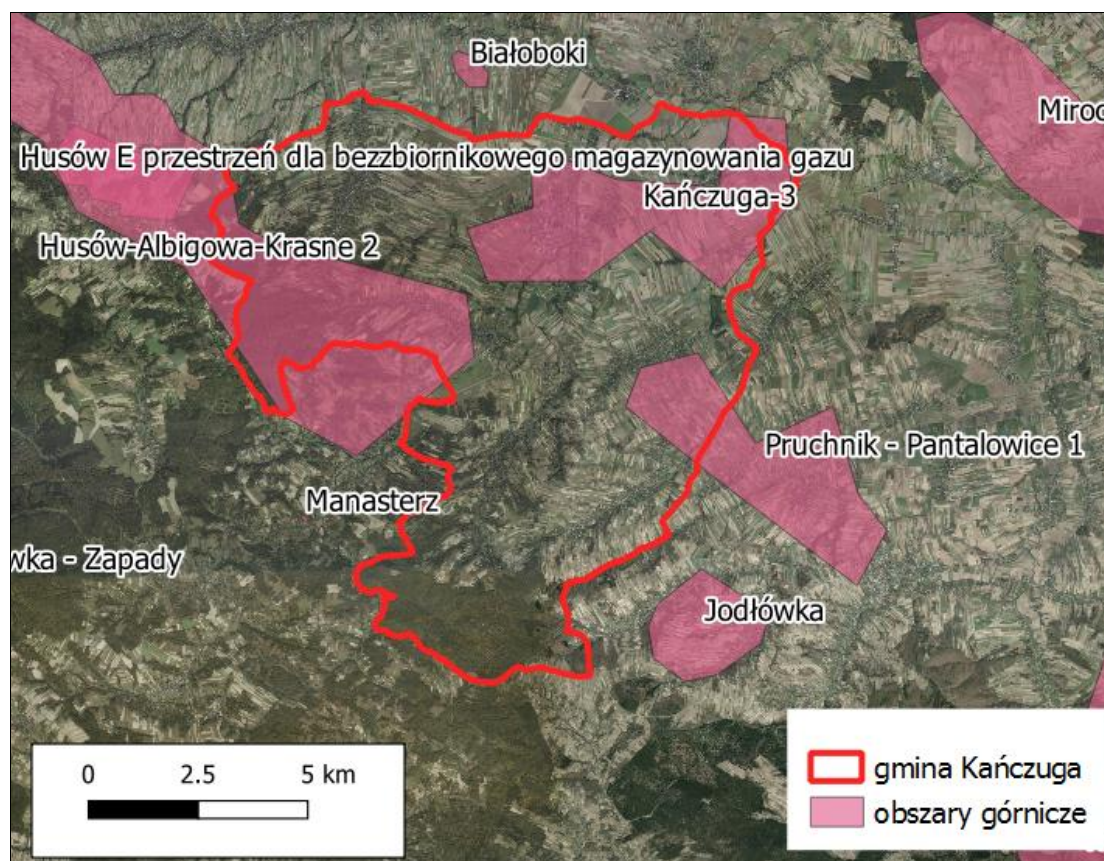 Białoboki
Miroc
Husów E przestrzeń dla bezzbiornikowego magazynowania gazu
Kańczuga-3
Husów-Albigowa-Krasne 2
Pruchnik - Pantalowice 1
Manasterz
wka - Zapady
Jodłówka
0 2.5 5 km
gmina Kańczuga
obszary górnicze